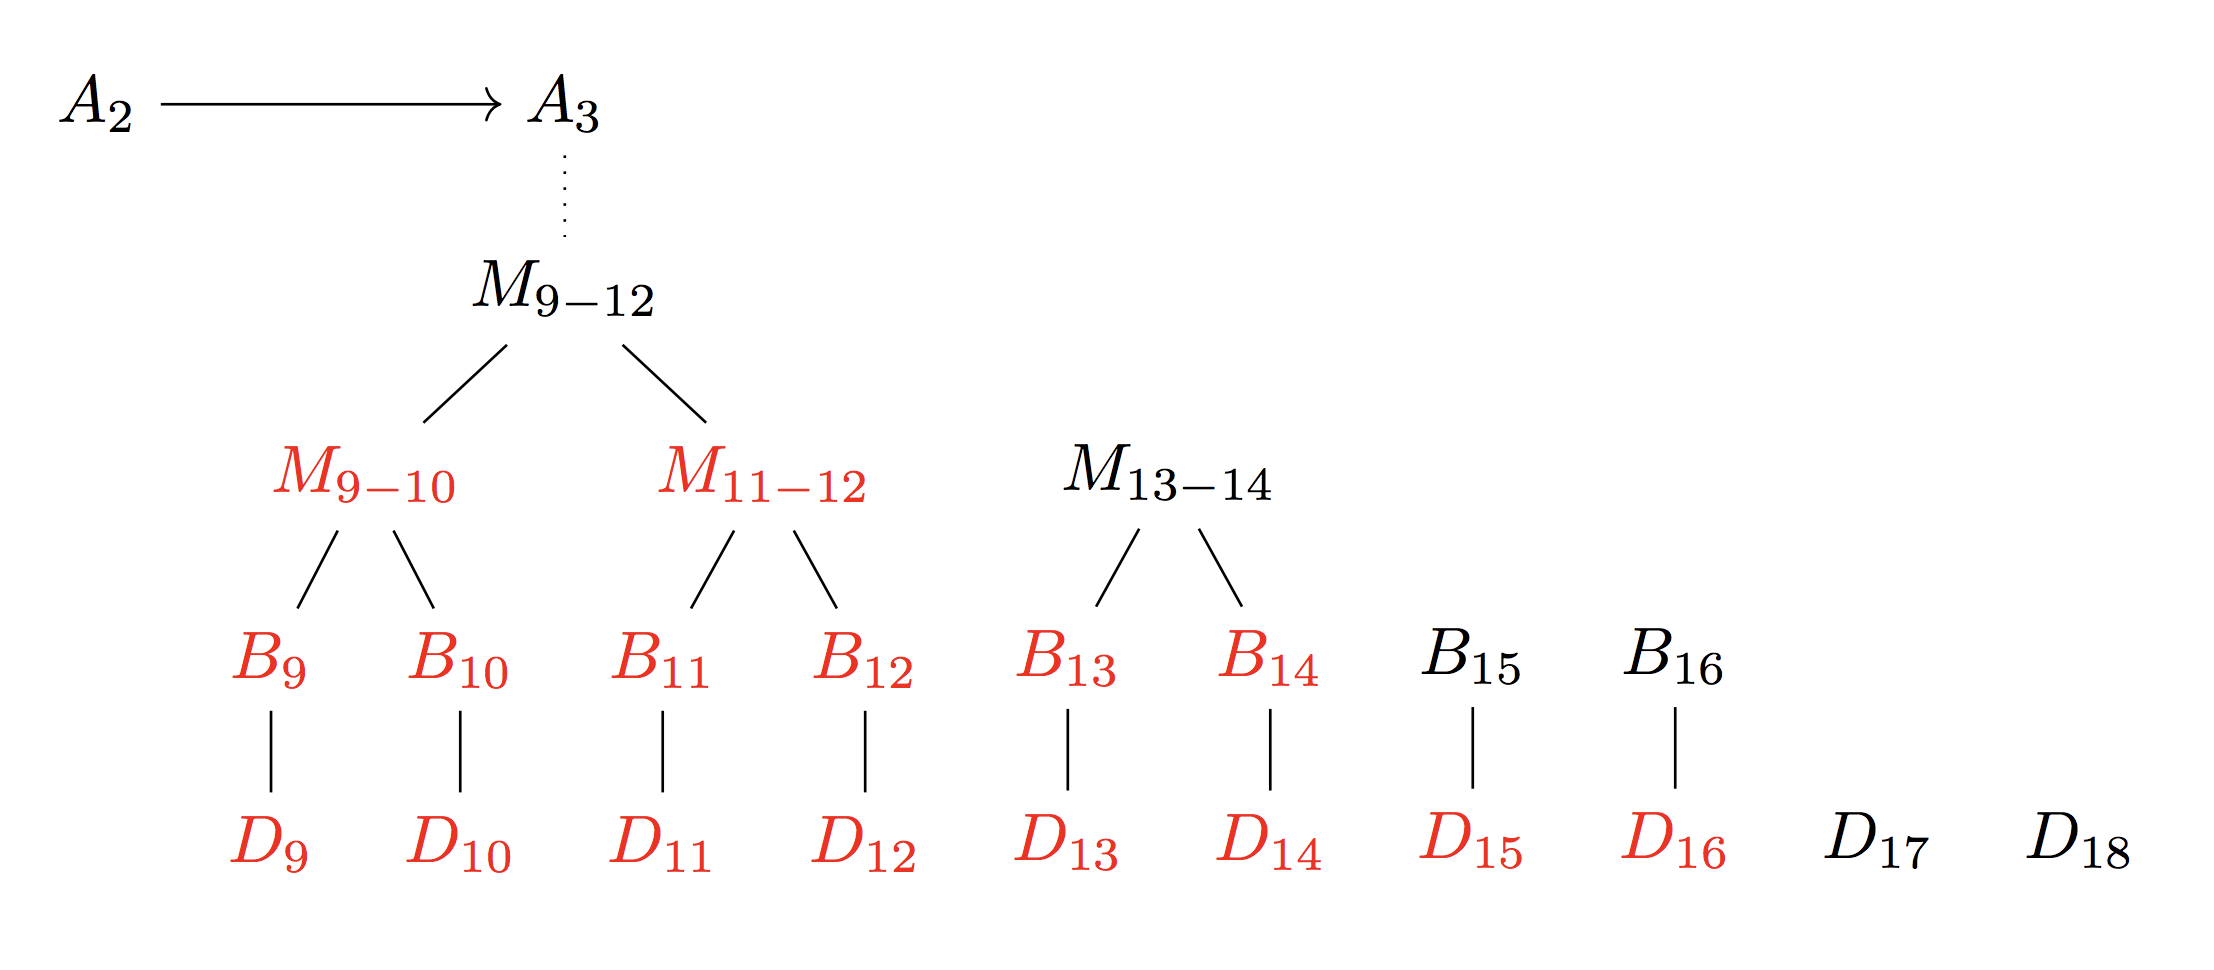 A₂ A₃
M₉₋₁₂
M₉₋₁₀ M₁₁₋₁₂ M₁₃₋₁₄
B₉ B₁₀ B₁₁ B₁₂ B₁₃ B₁₄ B₁₅ B₁₆
D₉ D₁₀ D₁₁ D₁₂ D₁₃ D₁₄ D₁₅ D₁₆ D₁₇ D₁₈